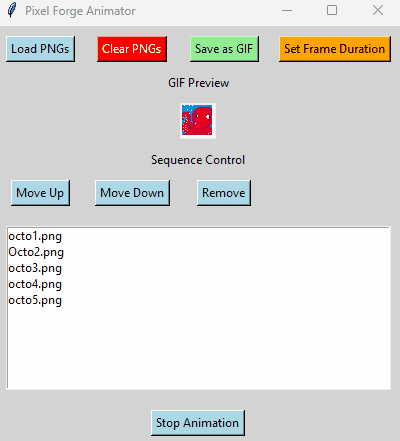 Pixel Forge Animator
Load PNGs Clear PNGs Save as GIF Set Frame Duration
GIF Preview
Sequence Control
Move Up Move Down Remove
octo1.png
Octo2.png
octo3.png
octo4.png
octo5.png
Stop Animation